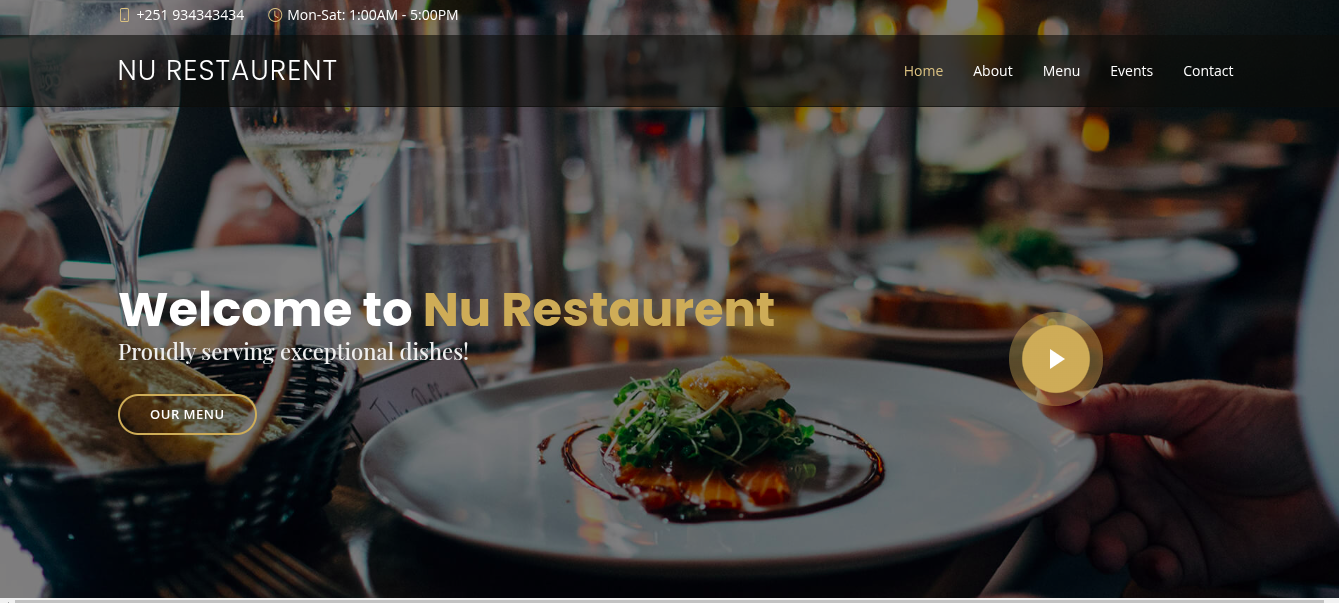 +251 934343434 Mon-Sat: 1:00AM - 5:00PM
NU RESTAURENT
Home About Menu Events Contact
Welcome to Nu Restaurent
Proudly serving exceptional dishes!
OUR MENU